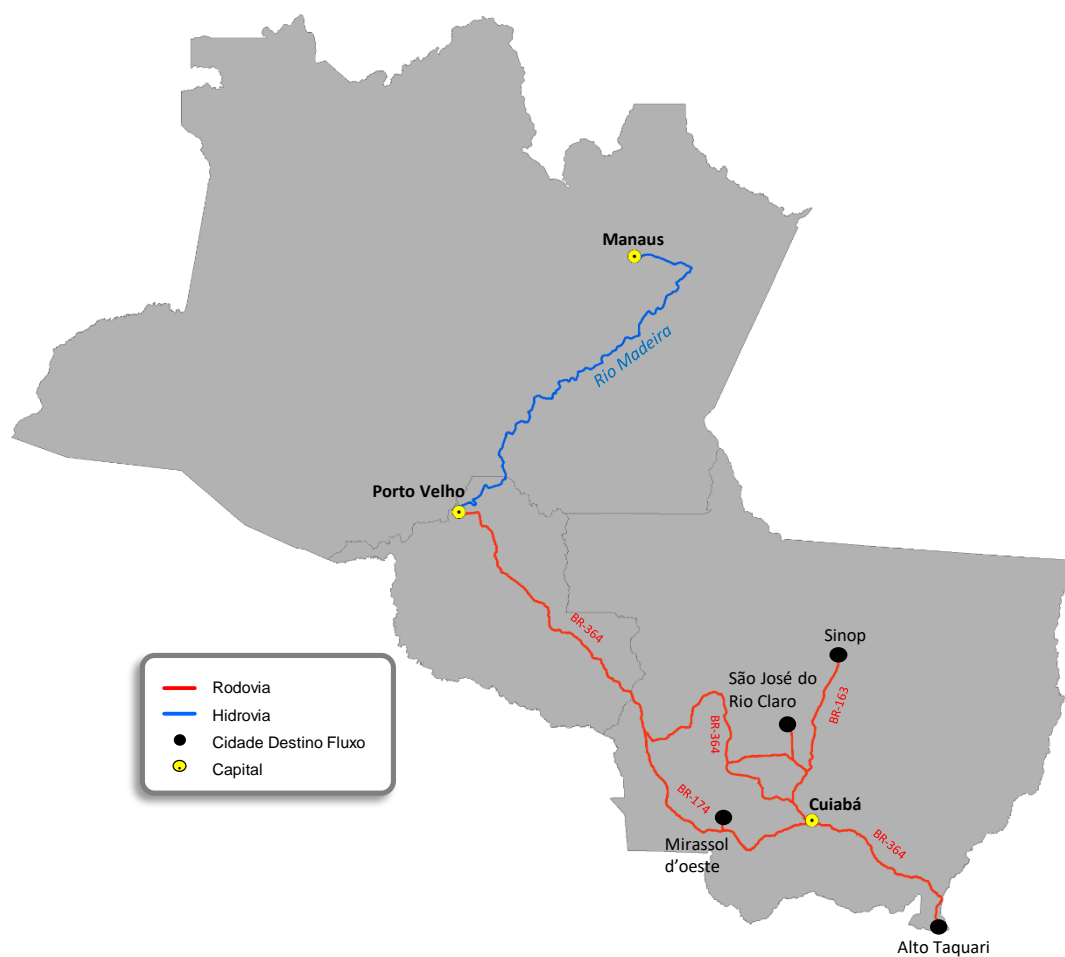 Manaus
Rio Madeira
Porto Velho
BR-364
Sinop
São José do
Rio Claro
BR-163
BR-364
Rodovia
Hidrovia
Cidade Destino Fluxo
Capital
BR-174
Cuiabá
Mirassol
d'oeste
BR-364
Alto Taquari